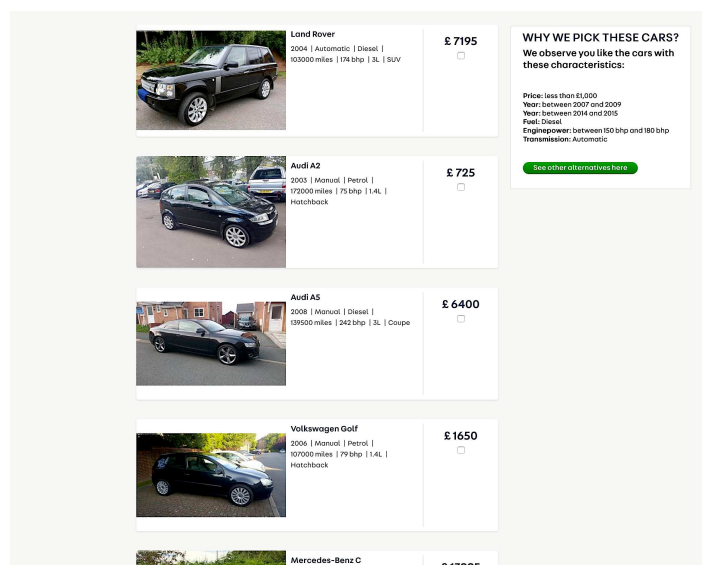 Land Rover
2004 | Automatic | Diesel |
103000 miles | 174 bhp | 3L | SUV
£ 7195
Audi A2
2003 | Manual | Petrol |
172000 miles | 75 bhp | 1.4L |
Hatchback
£ 725
Audi A5
2008 | Manual | Diesel |
139500 miles | 242 bhp | 3L | Coupe
£ 6400
Volkswagen Golf
2006 | Manual | Petrol |
107000 miles | 79 bhp | 1.4L |
Hatchback
£ 1650
Mercedes-Benz C
WHY WE PICK THESE CARS?
We observe you like the cars with
these characteristics:
Price: less than £1,000
Year: between 2007 and 2009
Year: between 2014 and 2015
Fuel: Diesel
Enginepower: between 150 bhp and 180 bhp
Transmission: Automatic
See other alternatives here